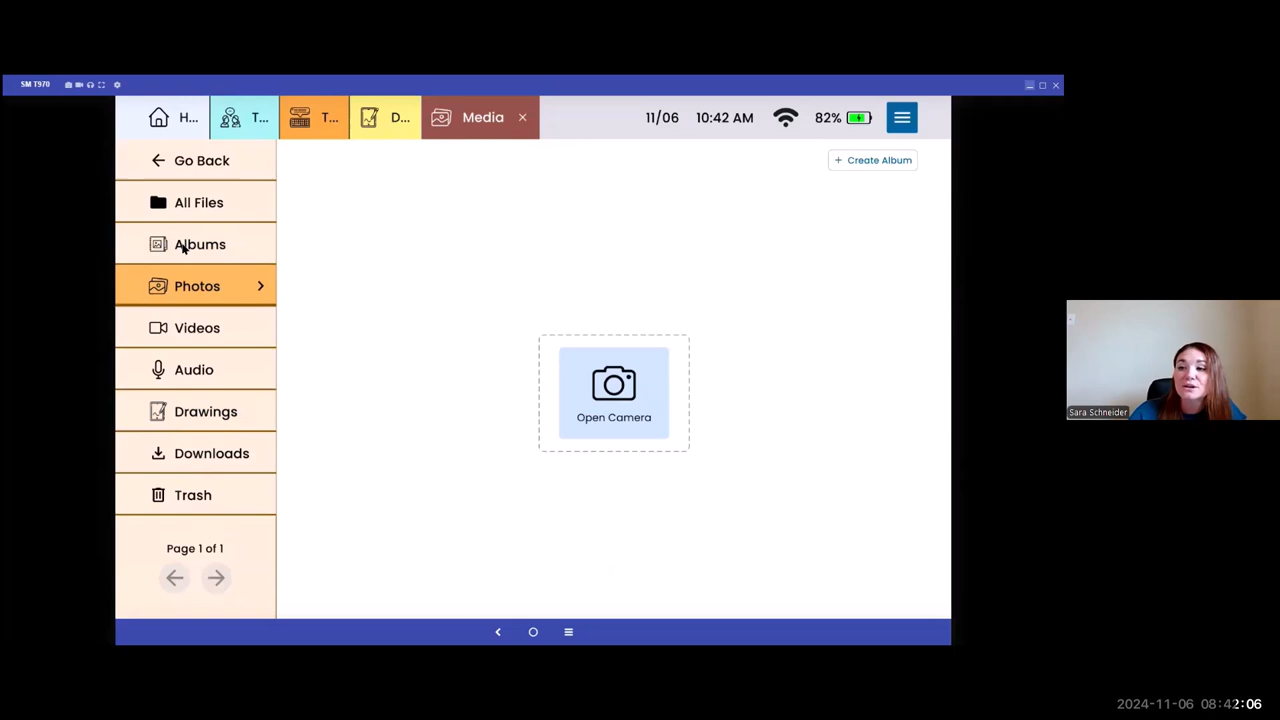 SM T970
H...
T...
T...
D...
Media
11/06
10:42 AM
82%
Go Back
+ Create Album
All Files
Albums
Photos
Videos
Audio
Drawings
Downloads
Trash
Open Camera
Page 1 of 1
Sara Schneider
2024-11-06 08:42:06